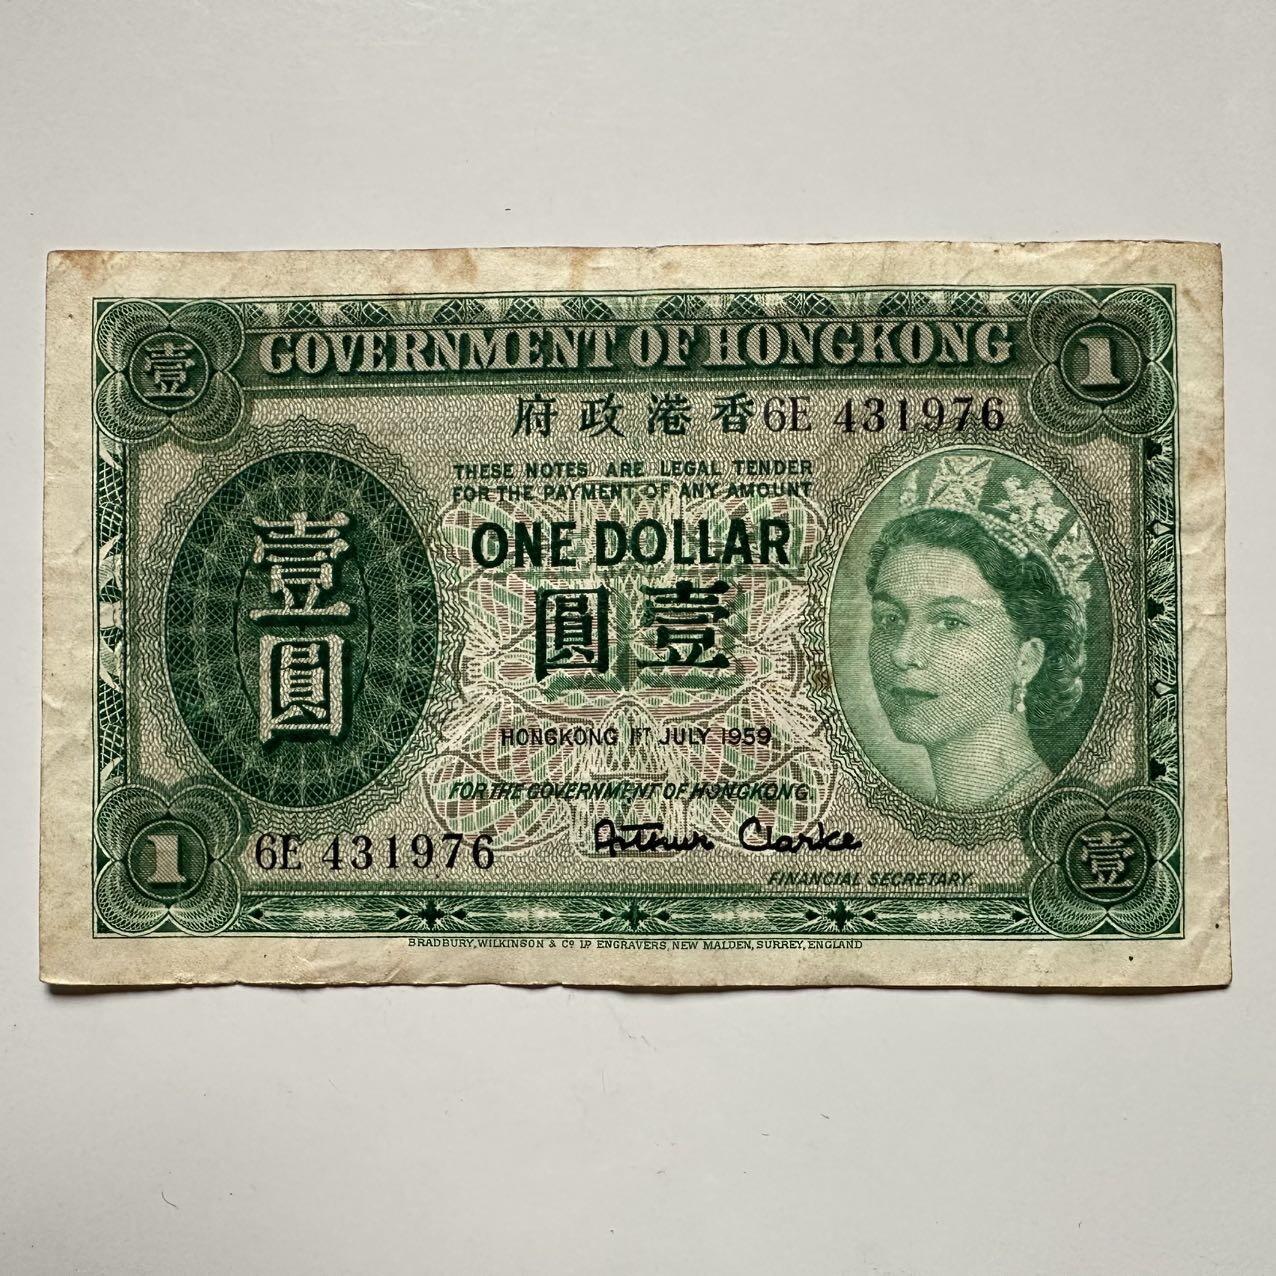 壹
GOVERNMENT OF HONGKONG
1
府政港香
6E 431976
THESE NOTES ARE LEGAL TENDER
FOR THE PAYMENT OF ANY AMOUNT
ONE DOLLAR
圓壹
壹
圓
HONGKONG 1ST JULY 1959
FOR THE GOVERNMENT OF HONGKONG
Arthur Clarke
FINANCIAL SECRETARY.
1
6E 431976
壹
BRADBURY, WILKINSON & Co LD ENGRAVERS, NEW MALDEN, SURREY, ENGLAND